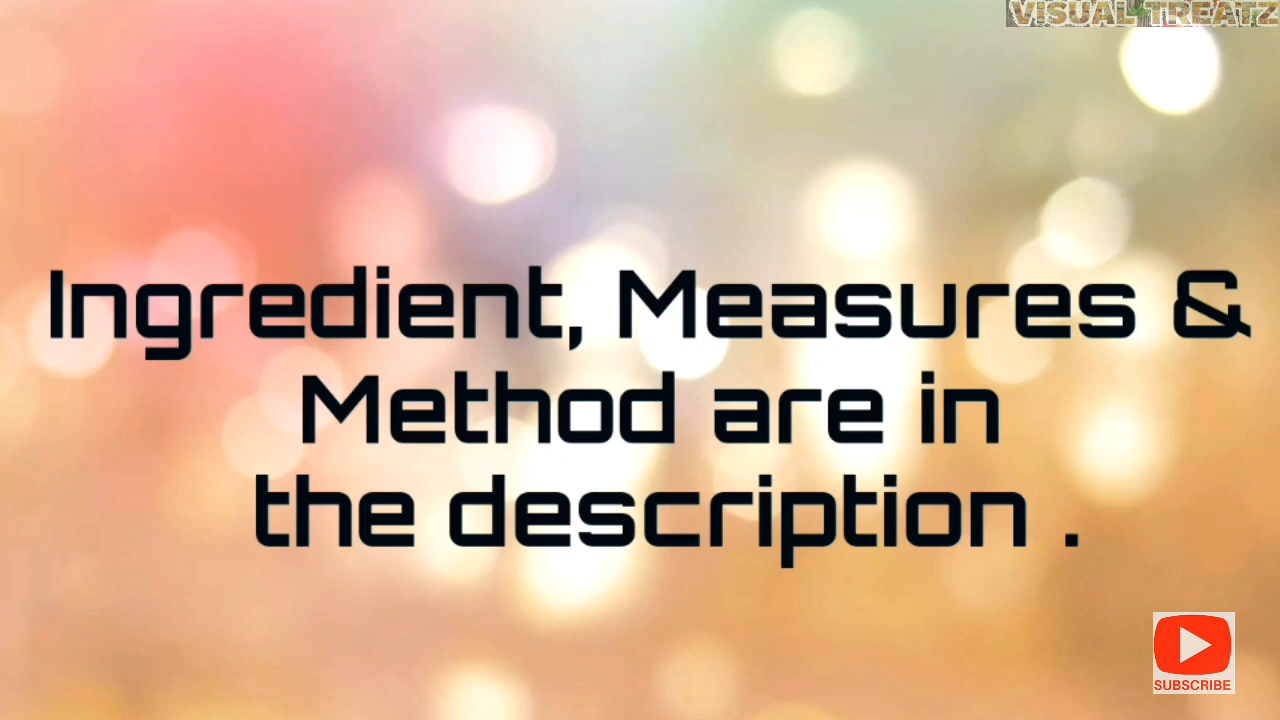 VISUAL TREATZ
Ingredient, Measures &
Method are in
the description .
SUBSCRIBE